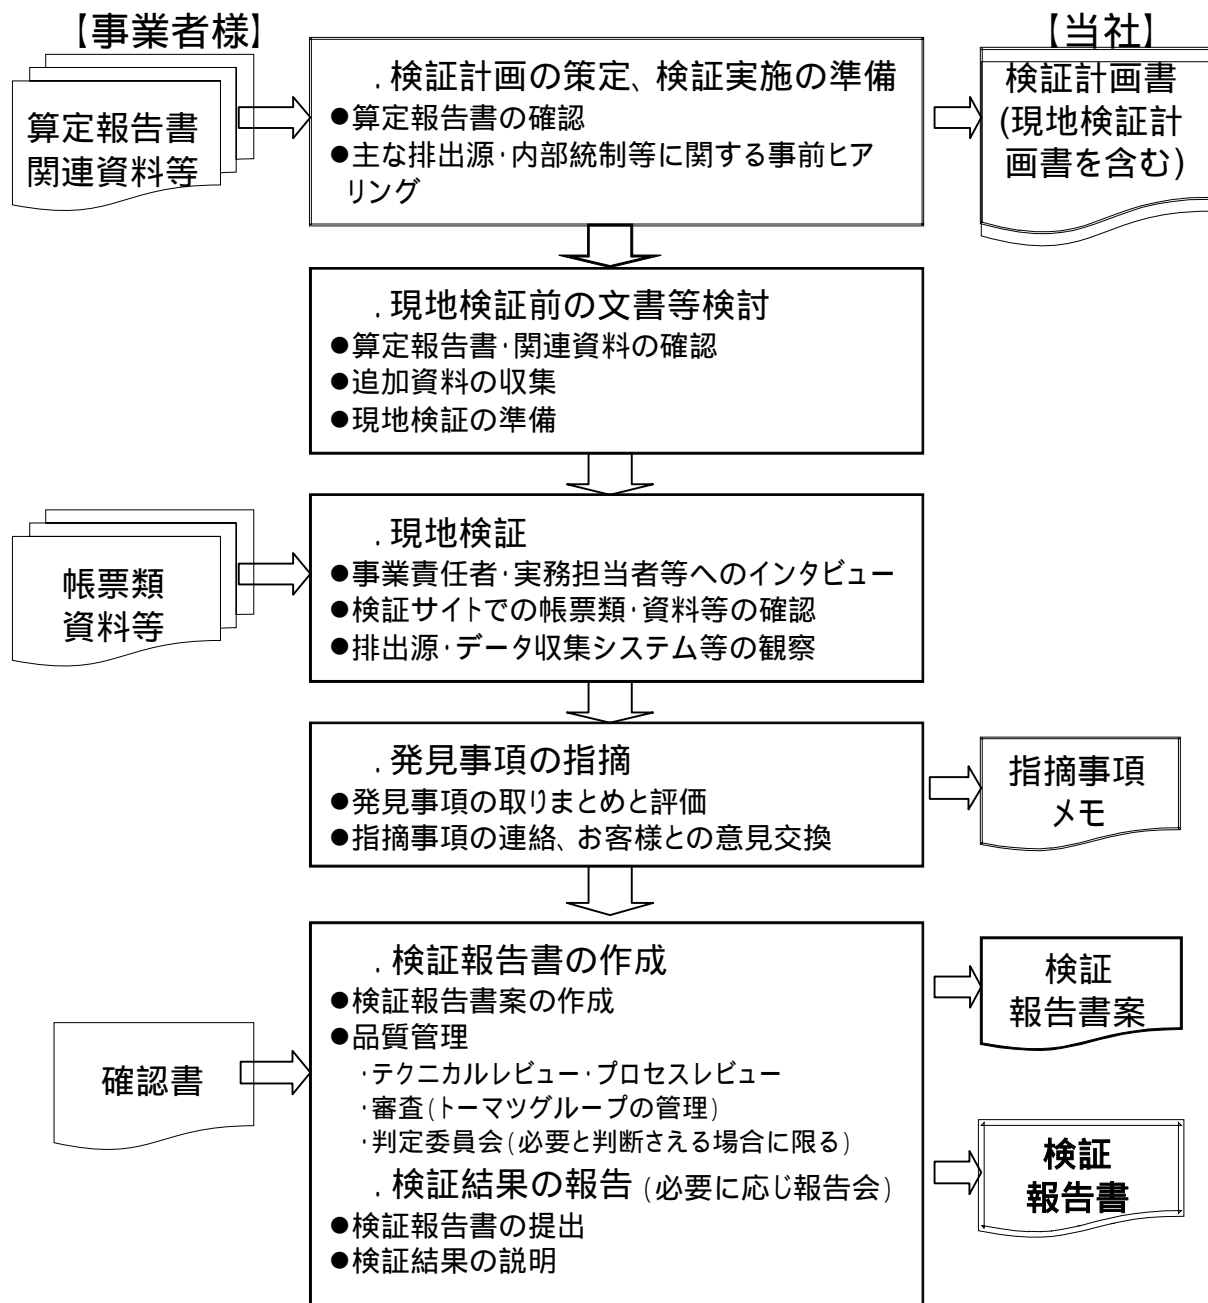 【事業者様】
【当社】
算定報告書
関連資料等
．検証計画の策定、検証実施の準備
●算定報告書の確認
●主な排出源・内部統制等に関する事前ヒア
リング
検証計画書
(現地検証計
画書を含む)
．現地検証前の文書等検討
●算定報告書・関連資料の確認
●追加資料の収集
●現地検証の準備
帳票類
資料等
．現地検証
●事業責任者・実務担当者等へのインタビュー
●検証サイトでの帳票類・資料等の確認
●排出源・データ収集システム等の観察
．発見事項の指摘
●発見事項の取りまとめと評価
●指摘事項の連絡、お客様との意見交換
指摘事項
メモ
確認書
．検証報告書の作成
●検証報告書案の作成
●品質管理
・テクニカルレビュー・プロセスレビュー
・審査(トーマツグループの管理)
・判定委員会(必要と判断さえる場合に限る)
．検証結果の報告(必要に応じ報告会)
●検証報告書の提出
●検証結果の説明
検証
報告書案
検証
報告書